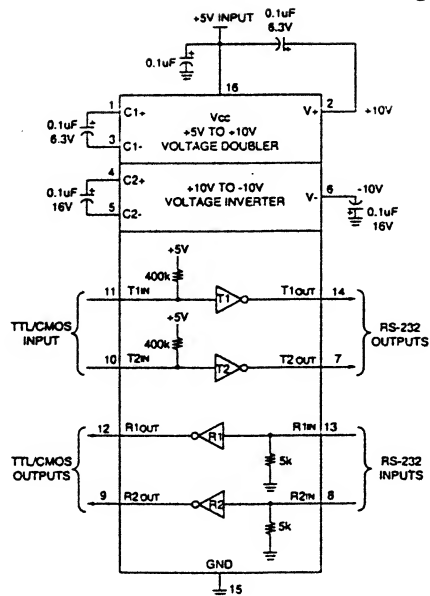 +5V INPUT
0.1uF
6.3V
0.1uF
16
1
C1+
Vcc
+5V TO +10V
VOLTAGE DOUBLER
V+
2
+10V
0.1uF
6.3V
3
C1-
4
C2+
+10V TO -10V
VOLTAGE INVERTER
V-
6
-10V
0.1uF
16V
5
C2-
0.1uF
16V
+5V
400k
11
T1IN
T1
T1OUT
14
TTL/CMOS
INPUT
+5V
400k
RS-232
OUTPUTS
10
T2IN
T2
T2OUT
7
12
R1OUT
R1
R1IN
13
TTL/CMOS
OUTPUTS
5k
RS-232
INPUTS
9
R2OUT
R2
R2IN
8
5k
GND
15